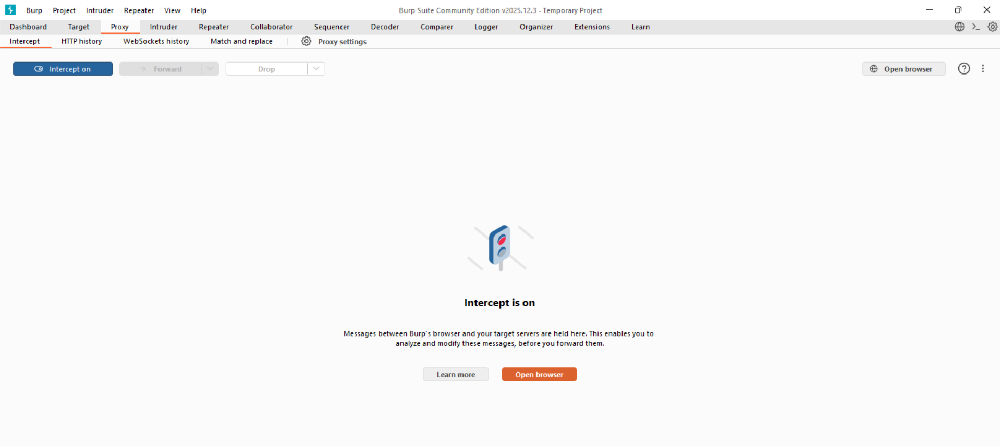 Burp Project Intruder Repeater View Help Burp Suite Community Edition v2025.12.3 - Temporary Project
Dashboard Target Proxy Intruder Repeater Collaborator Sequencer Decoder Comparer Logger Organizer Extensions Learn
Intercept HTTP history WebSockets history Match and replace Proxy settings
Intercept on Forward Drop Open browser
Intercept is on
Messages between Burp's browser and your target servers are held here. This enables you to
analyze and modify these messages, before you forward them.
Learn more Open browser